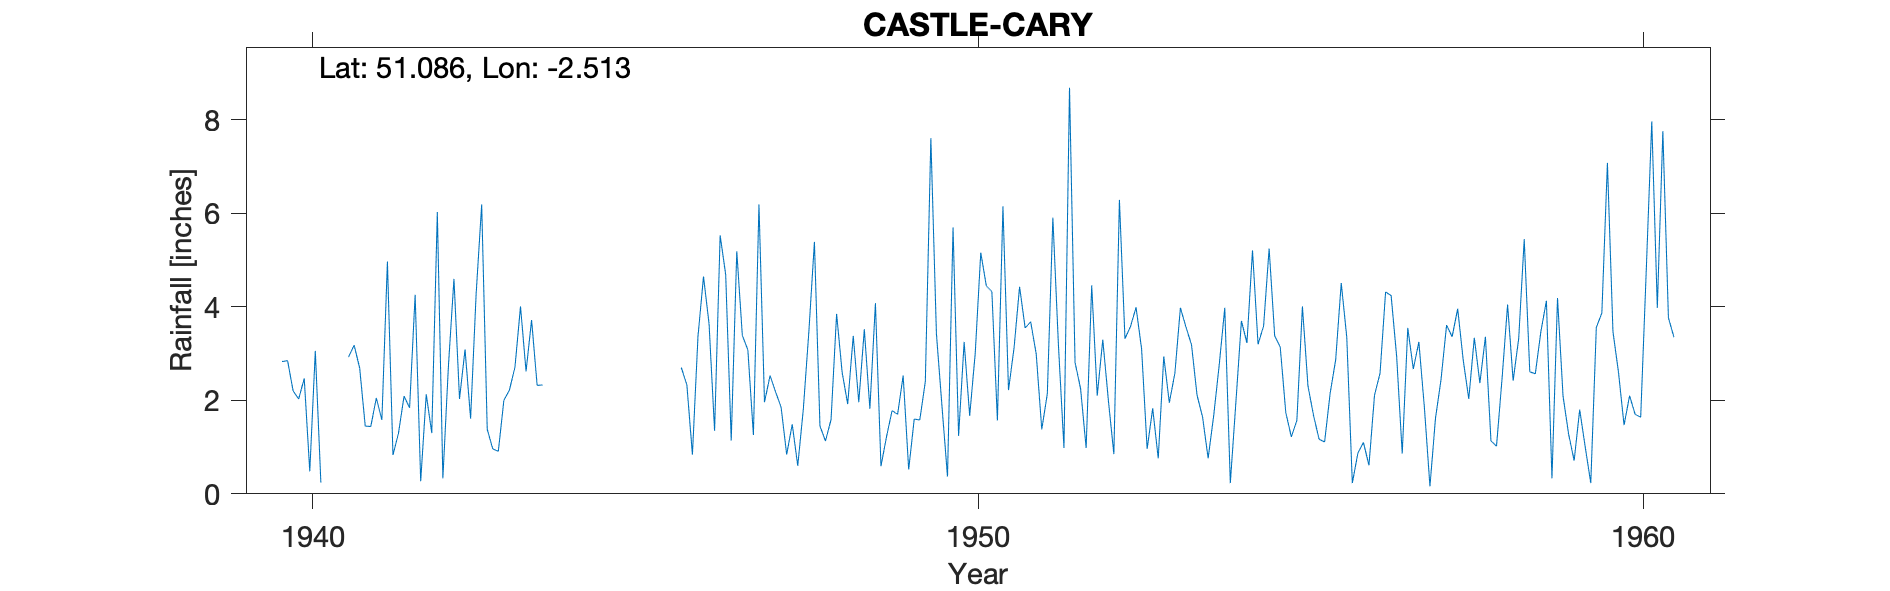 CASTLE-CARY
Lat: 51.086, Lon: -2.513
Rainfall [inches]
8
6
4
2
0
1940
1950
1960
Year